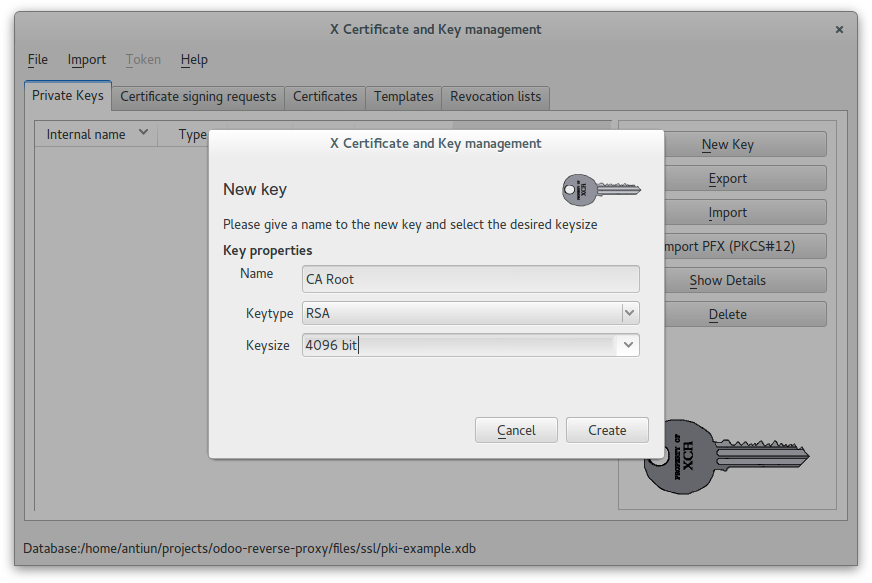 X Certificate and Key management
×
File Import Token Help
Private Keys Certificate signing requests Certificates Templates Revocation lists
Internal name Type
New Key
Export
Import
mport PFX (PKCS#12)
Show Details
Delete
X Certificate and Key management
New key
PROPERTY OF
XCA
Please give a name to the new key and select the desired keysize
Key properties
Name CA Root
Keytype RSA
Keysize 4096 bit
Cancel Create
PROPERTY OF
XCA
Database:/home/antiun/projects/odoo-reverse-proxy/files/ssl/pki-example.xdb